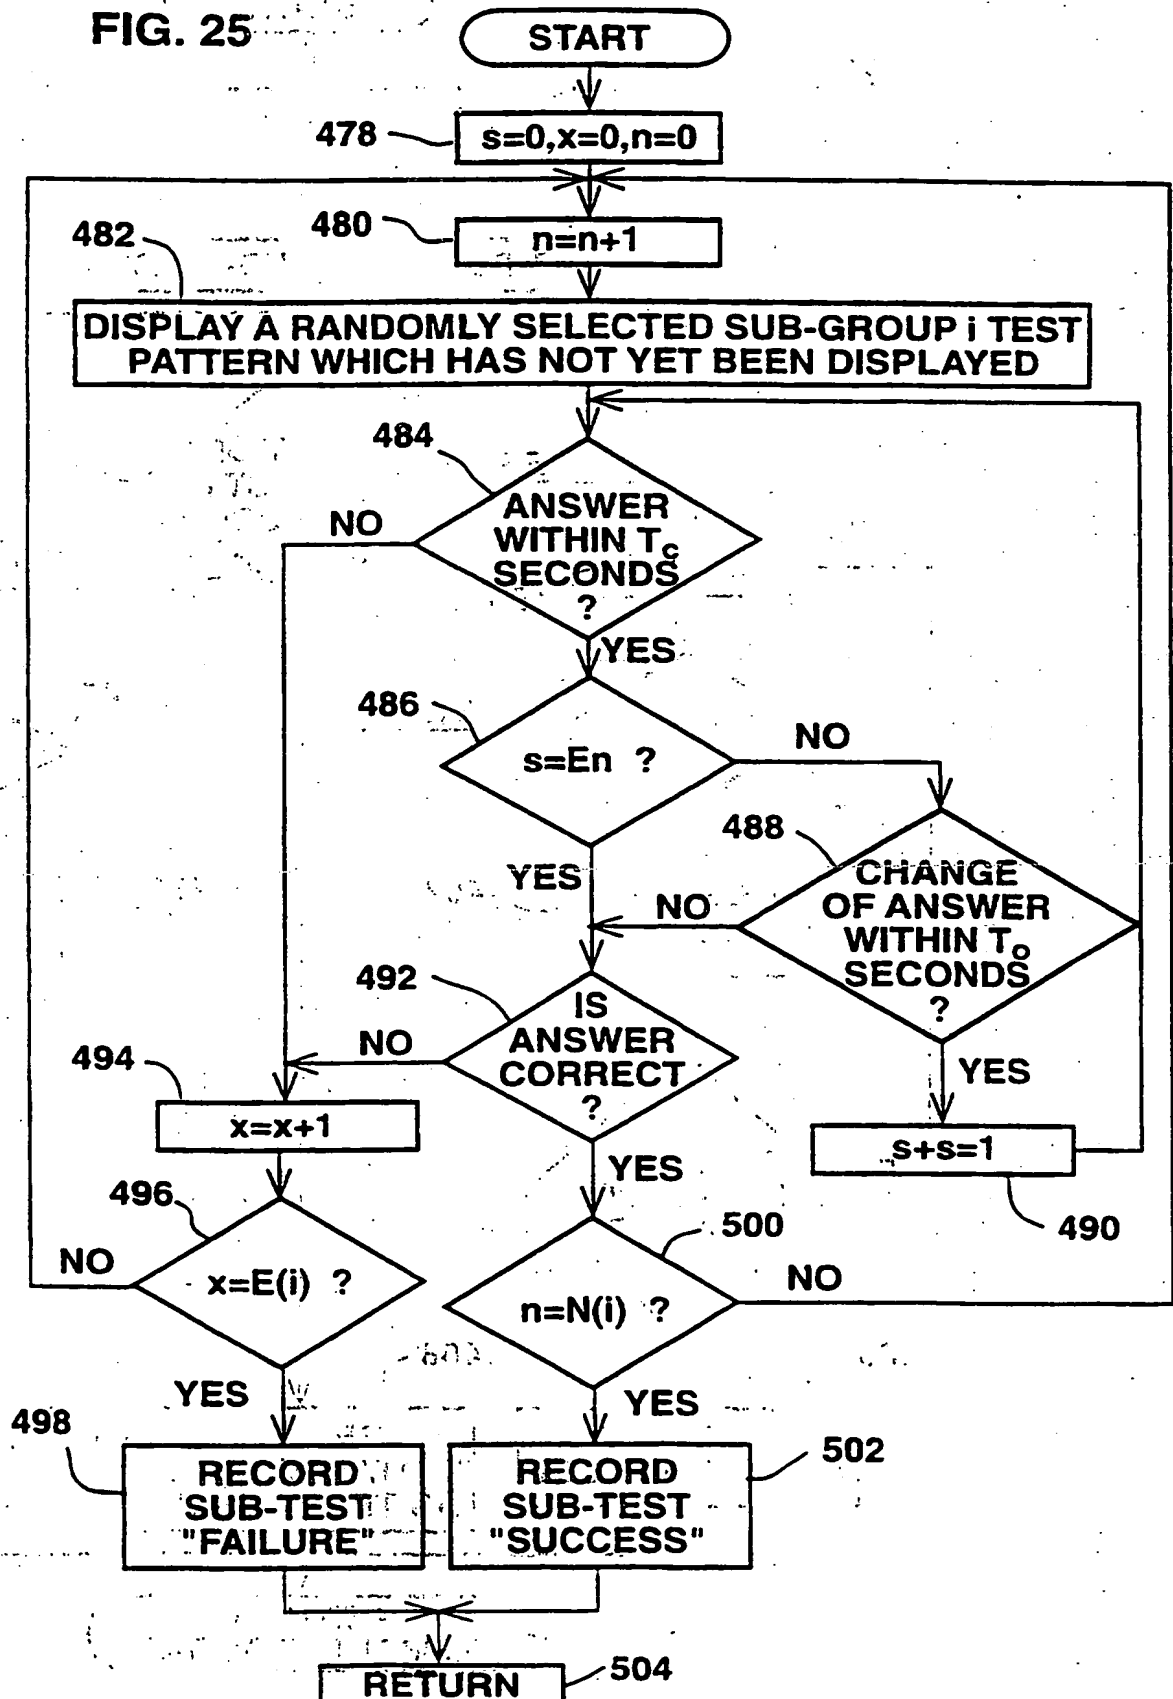 FIG. 25
START
478
s=0,x=0,n=0
480
n=n+1
482
DISPLAY A RANDOMLY SELECTED SUB-GROUP i TEST
PATTERN WHICH HAS NOT YET BEEN DISPLAYED
484
ANSWER
WITHIN Tc
SECONDS
?
NO
YES
486
s=En ?
NO
YES
488
CHANGE
OF ANSWER
WITHIN To
SECONDS
?
NO
YES
s+s=1
490
492
IS
ANSWER
CORRECT
?
NO
YES
494
x=x+1
496
x=E(i) ?
NO
YES
500
n=N(i) ?
NO
YES
498
RECORD
SUB-TEST
"FAILURE"
502
RECORD
SUB-TEST
"SUCCESS"
RETURN
504